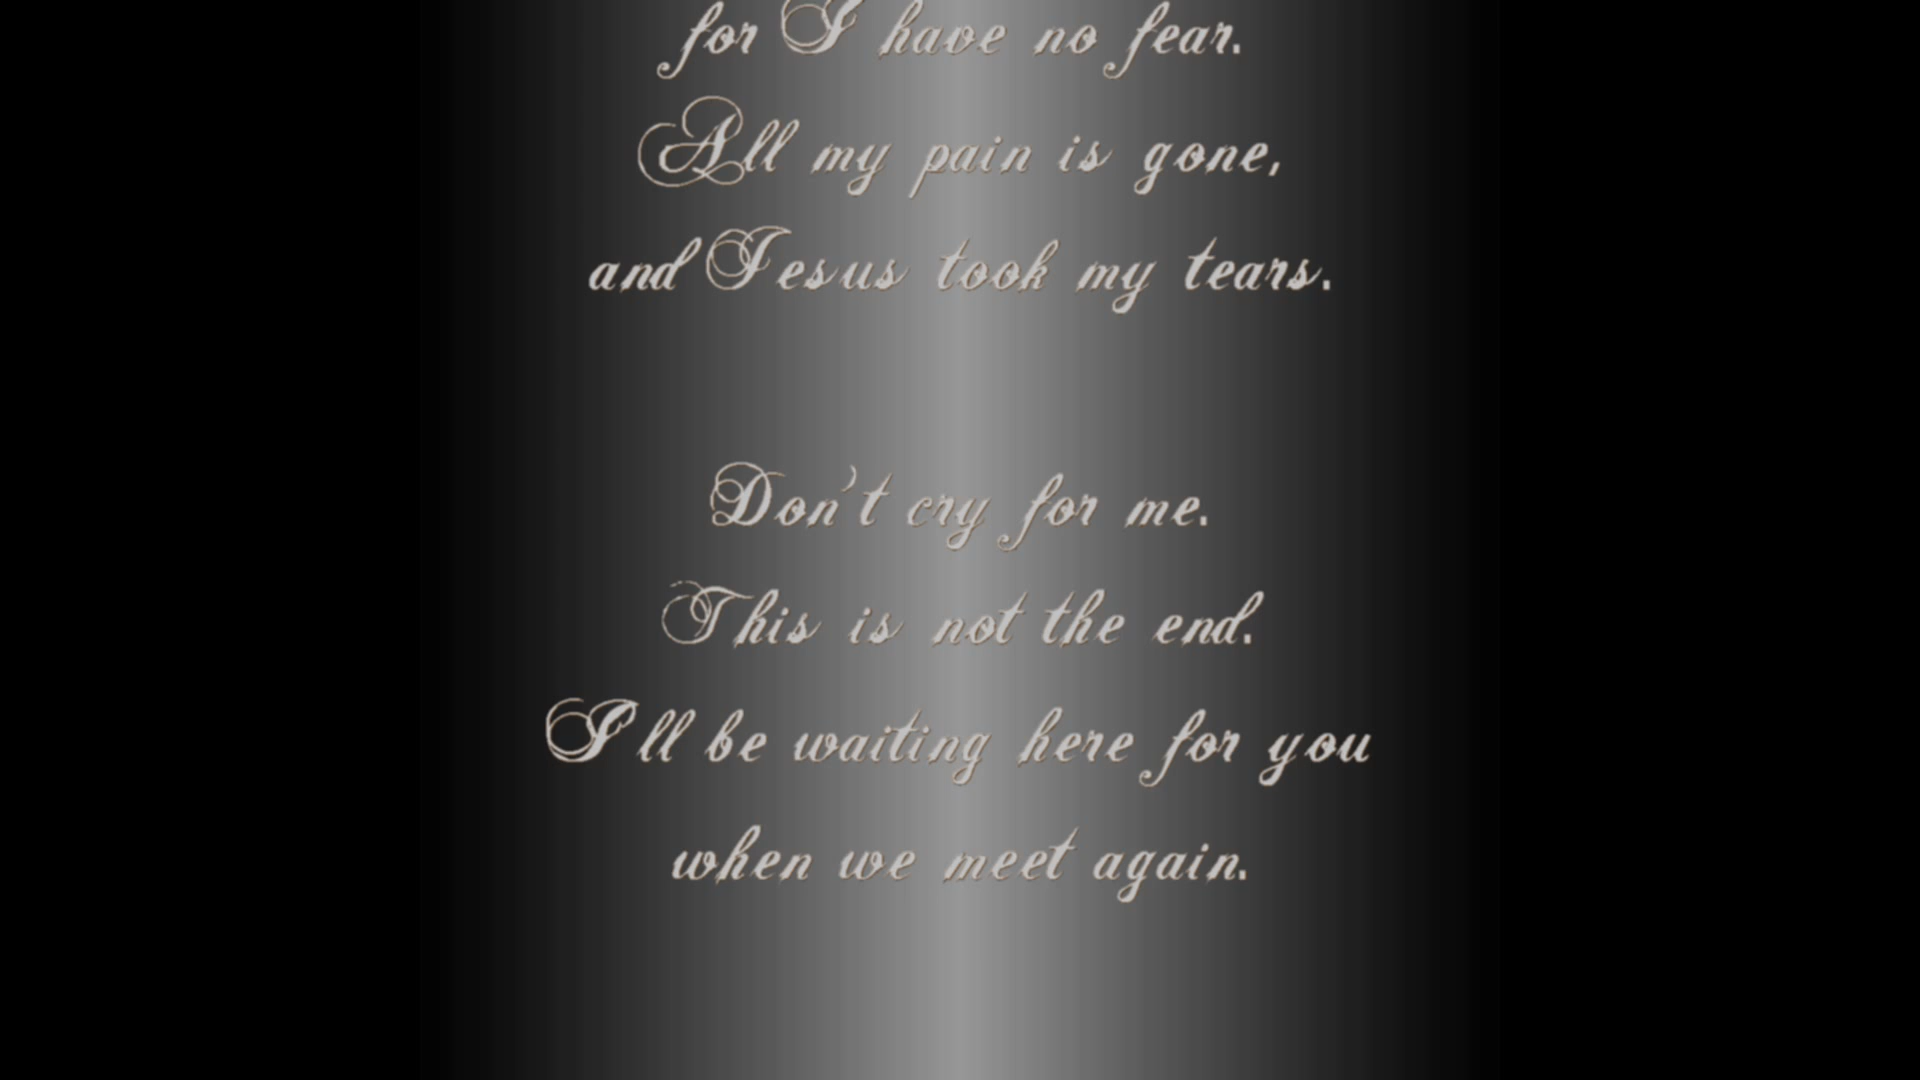 for I have no fear.
All my pain is gone,
and Jesus took my tears.
Don't cry for me.
This is not the end.
I'll be waiting here for you
when we meet again.